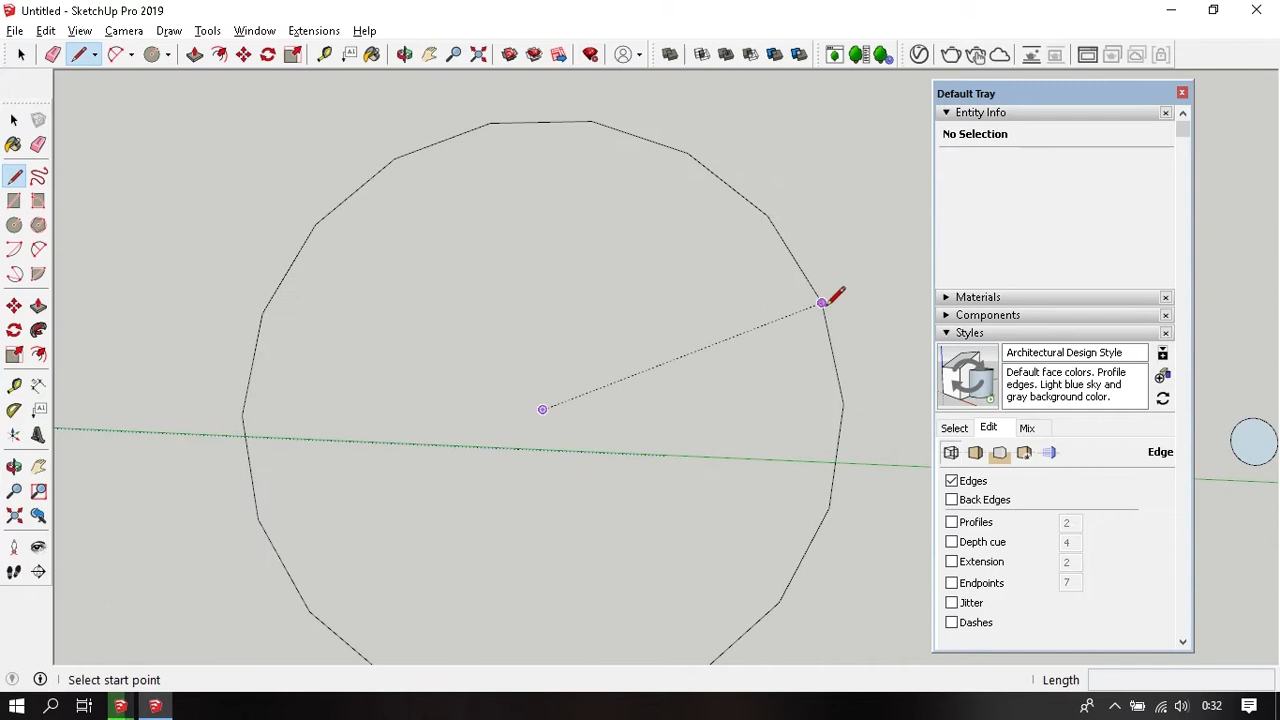 Untitled - SketchUp Pro 2019
File Edit View Camera Draw Tools Window Extensions Help
Default Tray
Entity Info
No Selection
Materials
Components
Styles
Architectural Design Style
Default face colors. Profile
edges. Light blue sky and
gray background color.
Select Edit Mix
Edge
Edges
Back Edges
Profiles 2
Depth cue 4
Extension 2
Endpoints 7
Jitter
Dashes
Select start point
Length
0:32